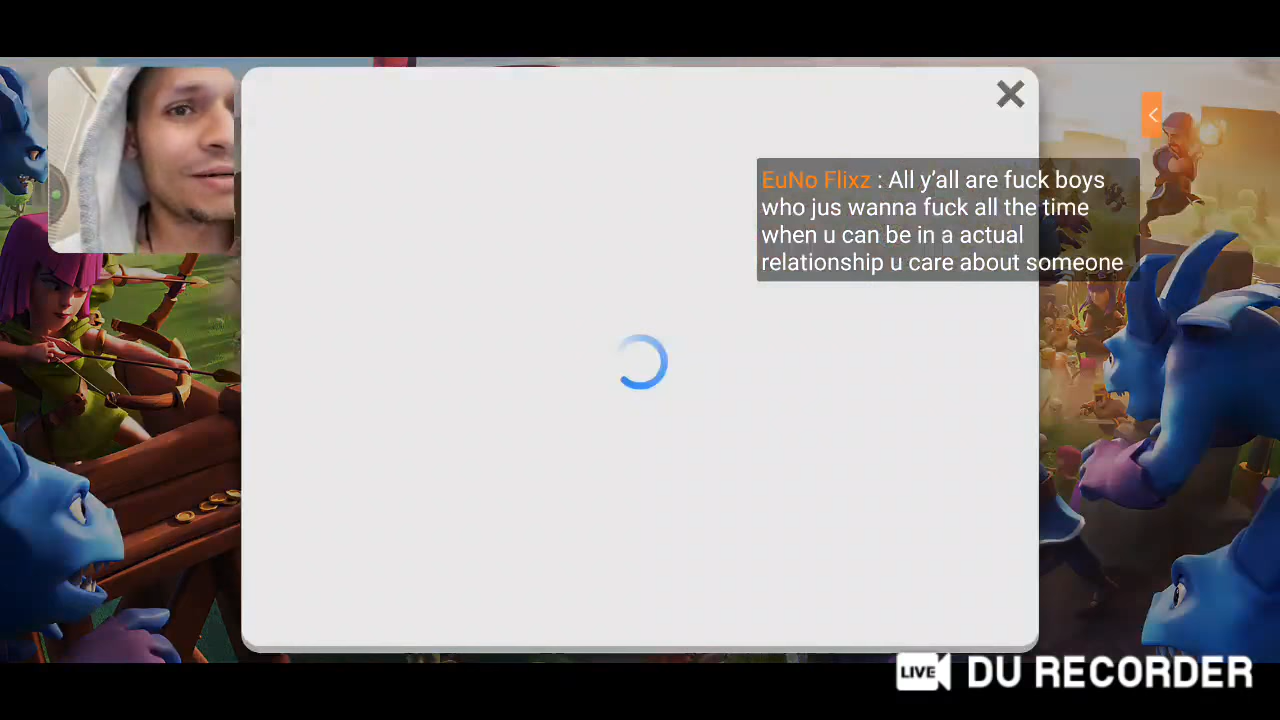 EuNo Flixz : All y’all are fuck boys
who jus wanna fuck all the time
when u can be in a actual
relationship u care about someone
LIVE DU RECORDER